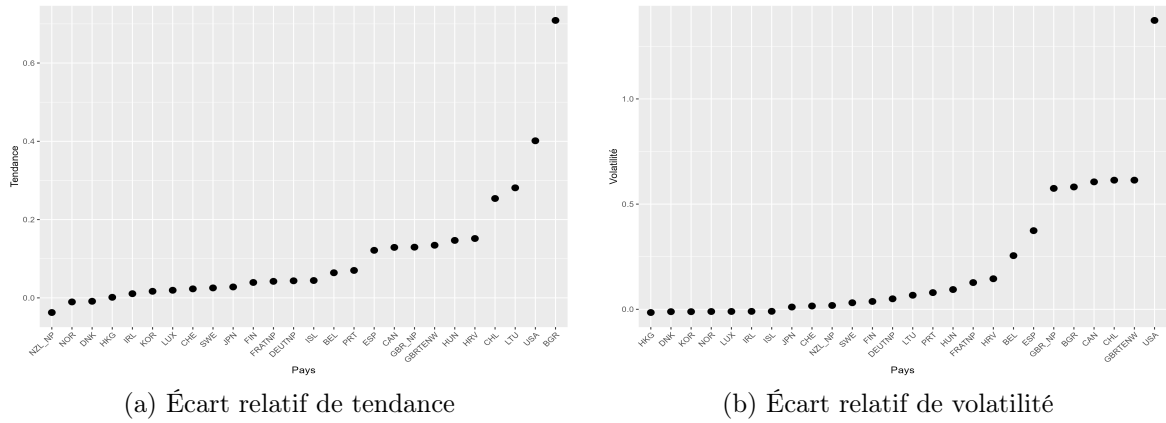 0.6
0.4
0.2
0.0
Tendance
NZL_NP NOR DNK HKG IRL KOR LUX CHE SWE JPN FIN FRATNP DEUTNP ISL BEL PRT ESP CAN GBR_NP GBRTENW HUN HRV CHL LTU USA BGR
Pays
(a) Écart relatif de tendance
1.0
0.5
0.0
Volatilité
HKG DNK KOR NOR LUX IRL ISL JPN CHE NZL_NP SWE FIN DEUTNP LTU PRT HUN FRATNP HRV BEL ESP GBR_NP BGR CAN CHL GBRTENW USA
Pays
(b) Écart relatif de volatilité